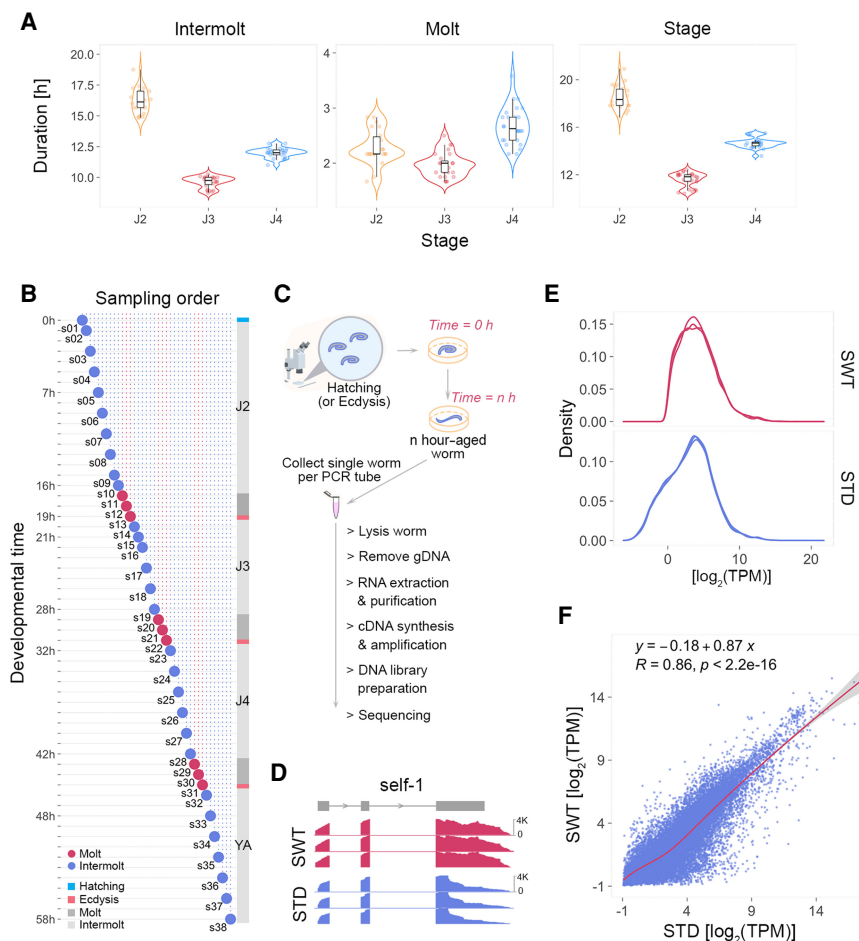 A
Intermolt
Molt
Stage
Duration [h]
20.0
17.5
15.0
12.5
10.0
4
3
2
20
16
12
J2
J3
J4
J2
J3
J4
J2
J3
J4
Stage
B
Sampling order
Developmental time
0h
7h
16h
19h
21h
28h
32h
42h
48h
58h
s01
s02
s03
s04
s05
s06
s07
s08
s09
s10
s11
s12
s13
s14
s15
s16
s17
s18
s19
s20
s21
s22
s23
s24
s25
s26
s27
s28
s29
s30
s31
s32
s33
s34
s35
s36
s37
s38
J2
J3
J4
YA
Molt
Intermolt
Hatching
Ecdysis
Molt
Intermolt
C
Hatching
(or Ecdysis)
Time = 0 h
Time = n h
n hour–aged
worm
Collect single worm
per PCR tube
> Lysis worm
> Remove gDNA
> RNA extraction
& purification
> cDNA synthesis
& amplification
> DNA library
preparation
> Sequencing
D
self-1
SWT
4K
0
STD
4K
0
E
Density
0.15
0.10
0.05
0.00
SWT
0.10
0.05
0.00
STD
0
10
20
[log2(TPM)]
F
y = −0.18 + 0.87 x
R = 0.86, p < 2.2e-16
SWT [log2(TPM)]
14
9
4
-1
-1
4
9
14
STD [log2(TPM)]